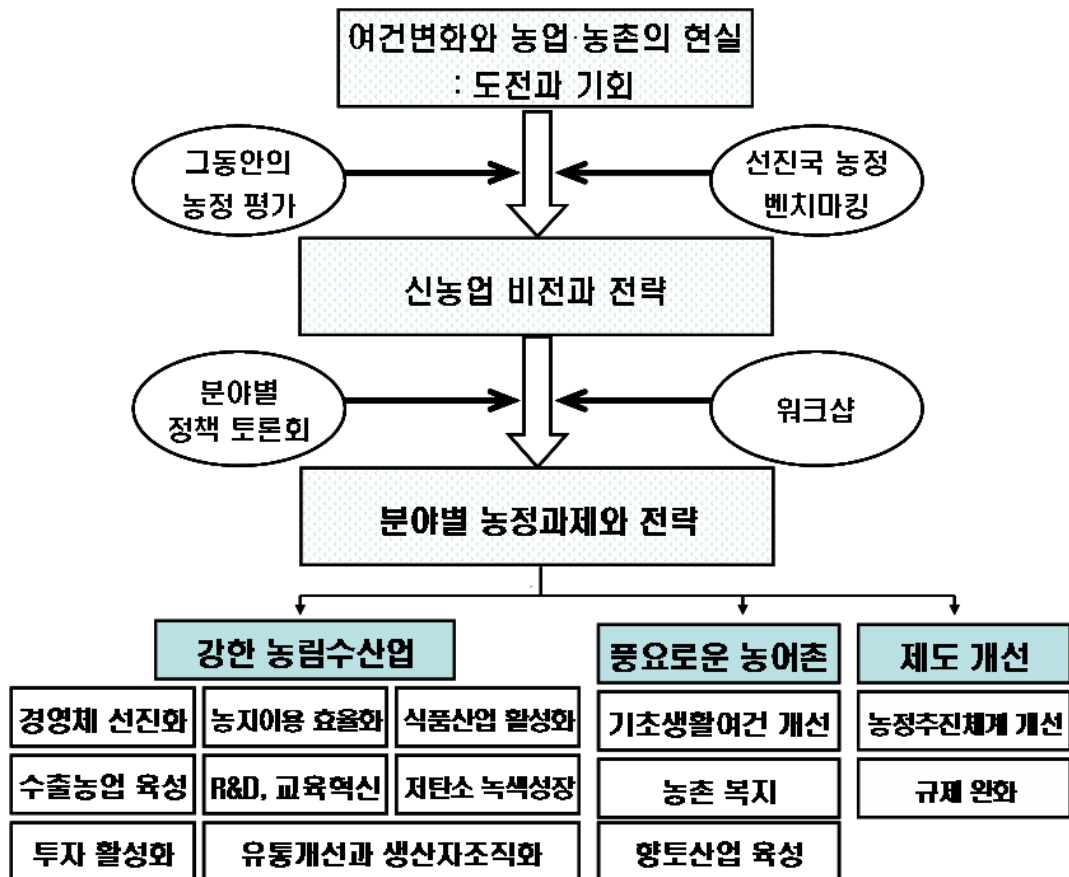 여건변화와 농업·농촌의 현실
: 도전과 기회
그동안의
농정 평가
선진국 농정
벤치마킹
신농업 비전과 전략
분야별
정책 토론회
워크샵
분야별 농정과제와 전략
강한 농림수산업
풍요로운 농어촌
제도 개선
경영체 선진화
농지이용 효율화
식품산업 활성화
기초생활여건 개선
농정추진체계 개선
수출농업 육성
R&D, 교육혁신
저탄소 녹색성장
농촌 복지
규제 완화
투자 활성화
유통개선과 생산자조직화
향토산업 육성